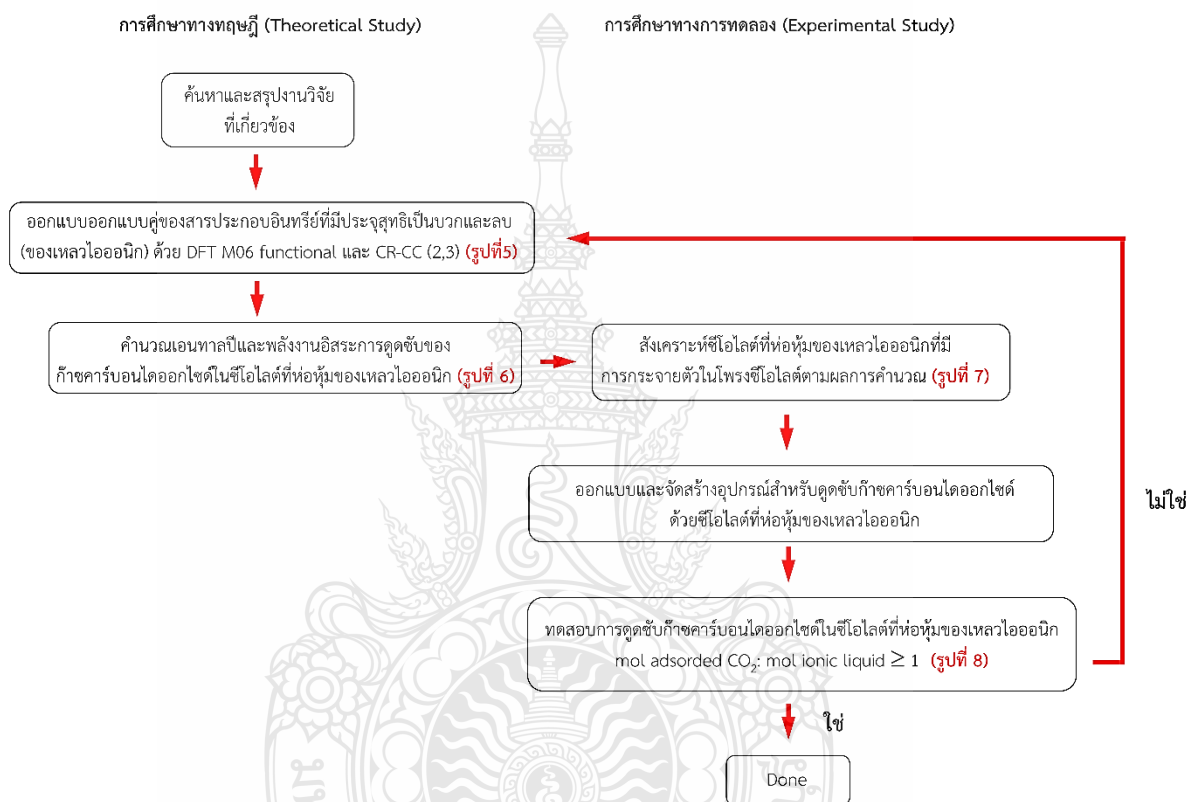 การศึกษาทางทฤษฎี (Theoretical Study)
การศึกษาทางการทดลอง (Experimental Study)
ค้นหาและสรุปงานวิจัย
ที่เกี่ยวข้อง
ออกแบบออกแบบคู่ของสารประกอบอินทรีย์ที่มีประจุสุทธิเป็นบวกและลบ
(ของเหลวไอออนิก) ด้วย DFT M06 functional และ CR-CC (2,3) (รูปที่5)
คำนวณเอนทาลปีและพลังงานอิสระการดูดซับของ
ก๊าซคาร์บอนไดออกไซด์ในซีโอไลต์ที่ห่อหุ้มของเหลวไอออนิก (รูปที่ 6)
สังเคราะห์ซีโอไลต์ที่ห่อหุ้มของเหลวไอออนิกที่มี
การกระจายตัวในโพรงซีโอไลต์ตามผลการคำนวณ (รูปที่ 7)
ออกแบบและจัดสร้างอุปกรณ์สำหรับดูดซับก๊าซคาร์บอนไดออกไซด์
ด้วยซีโอไลต์ที่ห่อหุ้มของเหลวไอออนิก
ไม่ใช่
ทดสอบการดูดซับก๊าซคาร์บอนไดออกไซด์ในซีโอไลต์ที่ห่อหุ้มของเหลวไอออนิก
mol adsorded CO₂: mol ionic liquid ≥ 1 (รูปที่ 8)
ใช่
Done